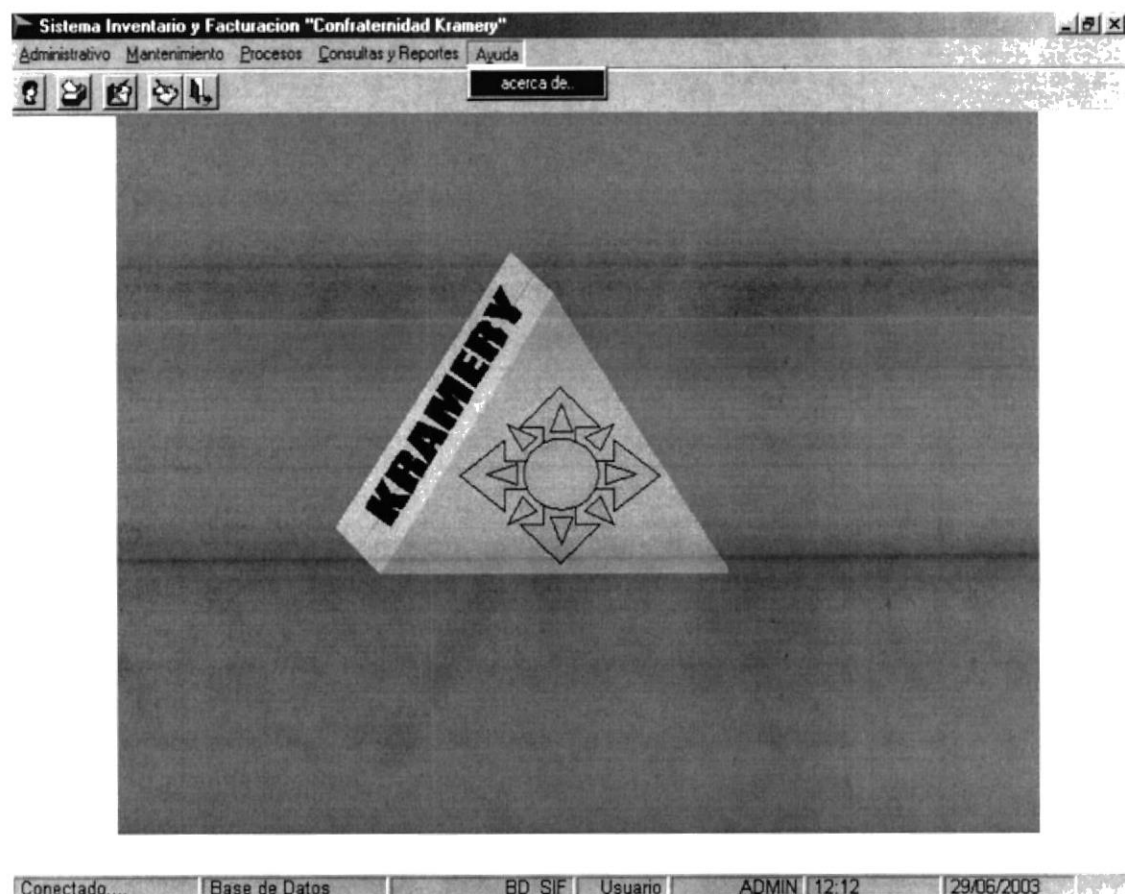 Sistema Inventario y Facturacion "Confraternidad Kramery"
Administrativo Mantenimiento Procesos Consultas y Reportes Ayuda
acerca de..
KRAMERY
Conectado.... Base de Datos BD_SIF Usuario ADMIN 12:12 29/06/2003